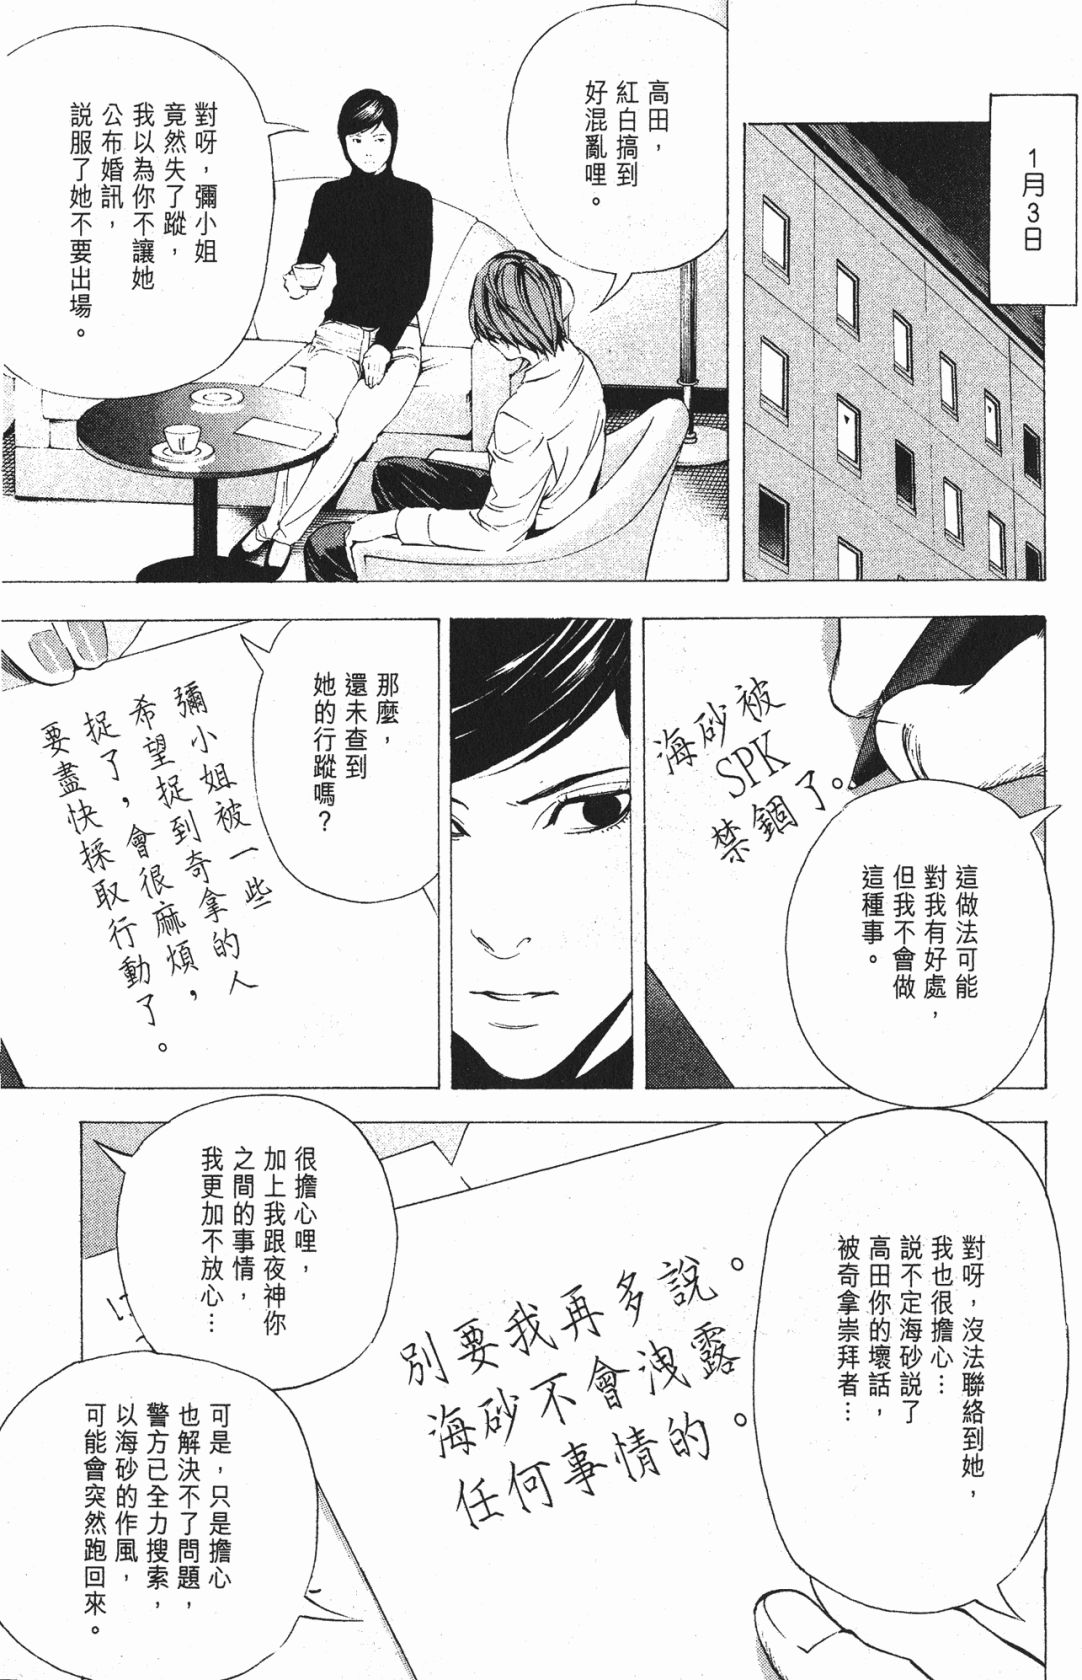 1月3日
高田，
紅白搞到
好混亂哩。
對呀，彌小姐
竟然失了蹤，
我以為你不讓她
公布婚訊，
説服了她不要出場。
海砂被
SPK
禁錮了。
這做法可能
對我有好處，
但我不會做
這種事。
那麼，
還未查到
她的行蹤嗎？
彌小姐被一些
希望捉到奇拿的人
捉了，會很麻煩，
要盡快採取行動了。
對呀，沒法聯絡到她，
我也很擔心…
説不定海砂説了
高田你的壞話，
被奇拿崇拜者…
別要我再多說。
海砂不會洩露
任何事情的。
很擔心哩，
加上我跟夜神你
之間的事情，
我更加不放心…
可是，只是擔心
也解決不了問題，
警方已全力搜索，
以海砂的作風，
可能會突然跑回來。